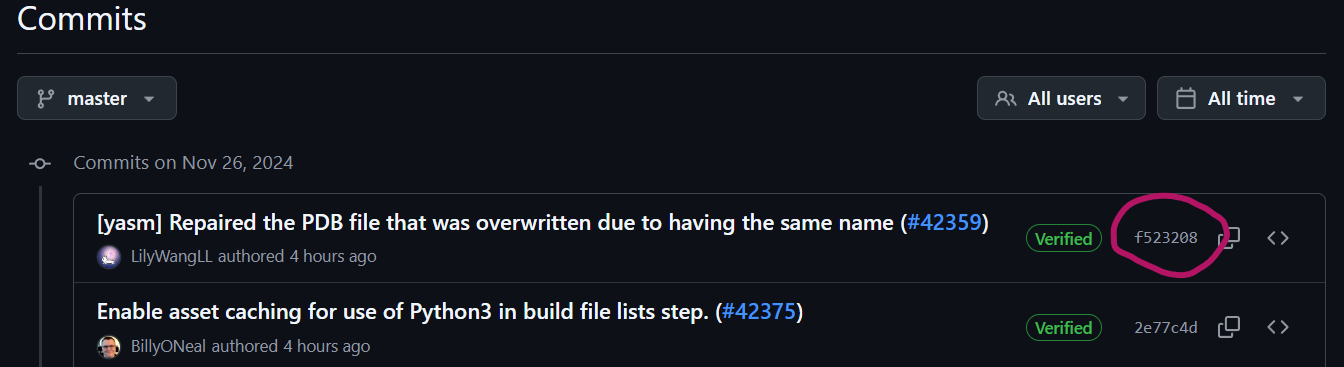 Commits
master
All users
All time
Commits on Nov 26, 2024
[yasm] Repaired the PDB file that was overwritten due to having the same name (#42359)
Verified
f523208
LilyWangLL authored 4 hours ago
Enable asset caching for use of Python3 in build file lists step. (#42375)
Verified
2e77c4d
BillyONeal authored 4 hours ago